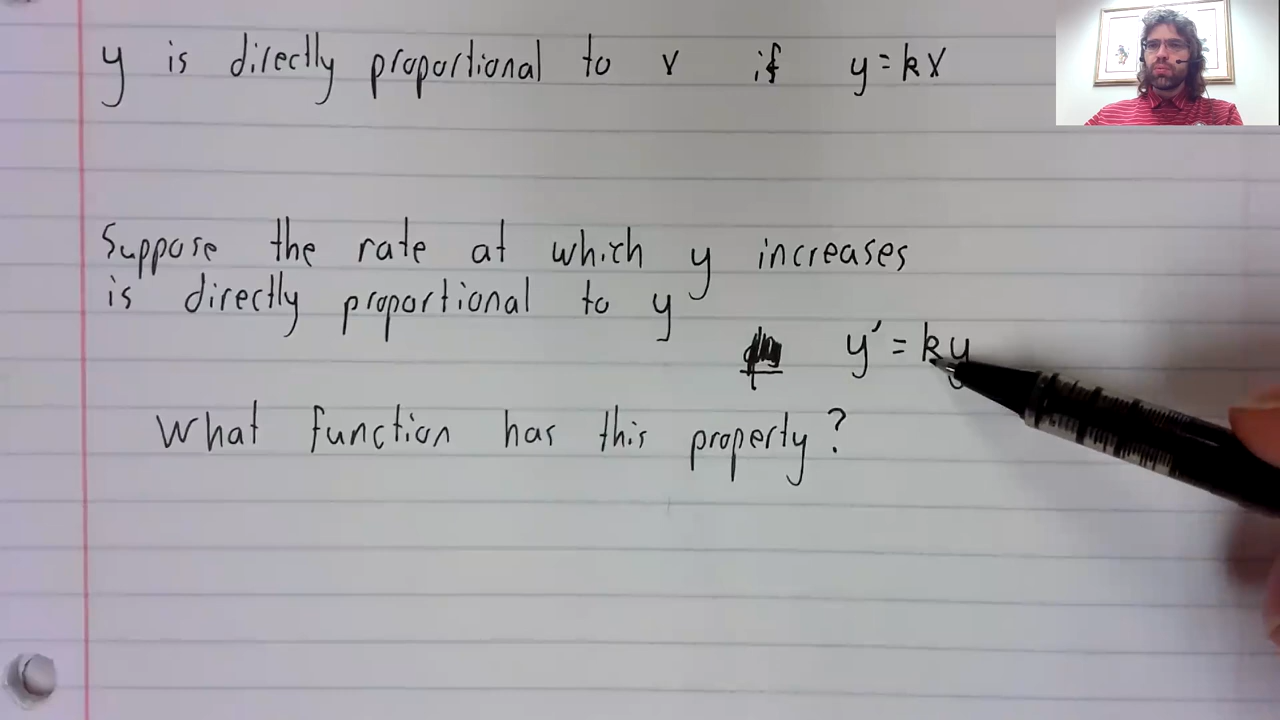 y is directly proportional to x if y = kx
Suppose the rate at which y increases
is directly proportional to y
y' = ky
What function has this property?